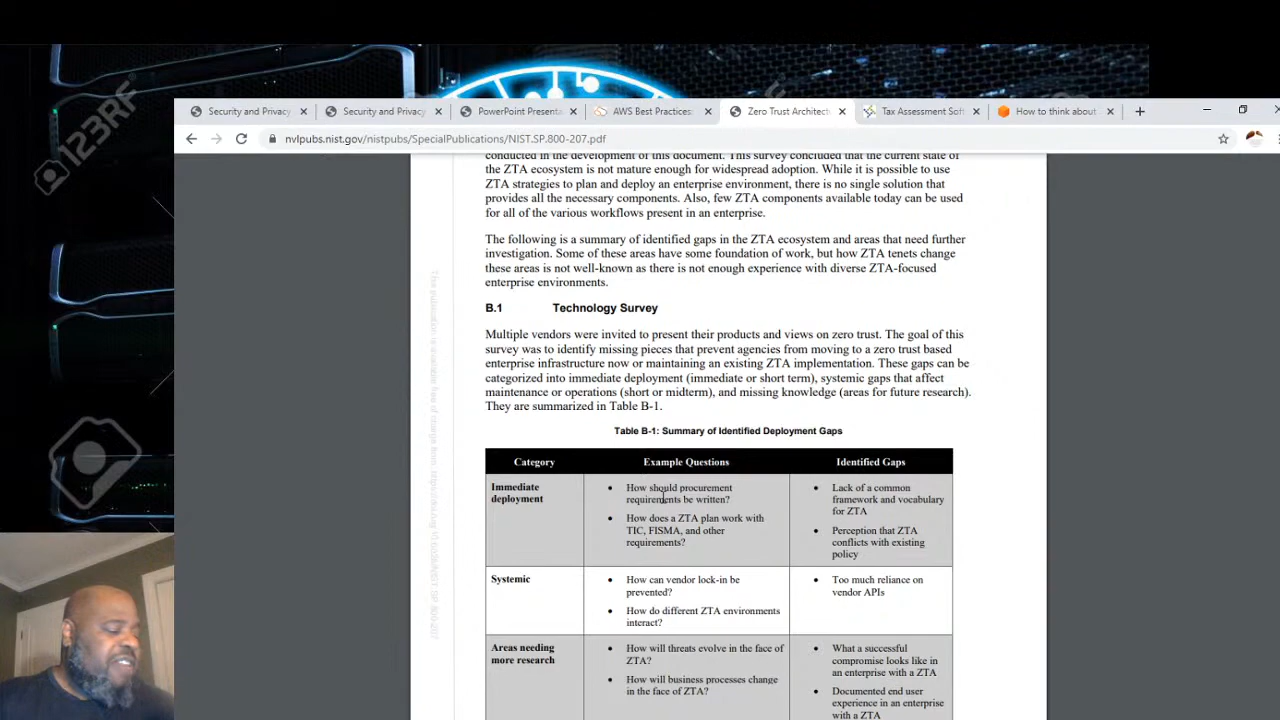 123RF
Security and Privacy
Security and Privacy
PowerPoint Presenta
AWS Best Practices:
Zero Trust Architect
Tax Assessment Soft
How to think about
nvlpubs.nist.gov/nistpubs/SpecialPublications/NIST.SP.800-207.pdf
conducted in the development of this document. This survey concluded that the current state of
the ZTA ecosystem is not mature enough for widespread adoption. While it is possible to use
ZTA strategies to plan and deploy an enterprise environment, there is no single solution that
provides all the necessary components. Also, few ZTA components available today can be used
for all of the various workflows present in an enterprise.
The following is a summary of identified gaps in the ZTA ecosystem and areas that need further
investigation. Some of these areas have some foundation of work, but how ZTA tenets change
these areas is not well-known as there is not enough experience with diverse ZTA-focused
enterprise environments.
B.1 Technology Survey
Multiple vendors were invited to present their products and views on zero trust. The goal of this
survey was to identify missing pieces that prevent agencies from moving to a zero trust based
enterprise infrastructure now or maintaining an existing ZTA implementation. These gaps can be
categorized into immediate deployment (immediate or short term), systemic gaps that affect
maintenance or operations (short or midterm), and missing knowledge (areas for future research).
They are summarized in Table B-1.
Table B-1: Summary of Identified Deployment Gaps
Category
Example Questions
Identified Gaps
Immediate
deployment
How should procurement
requirements be written?
How does a ZTA plan work with
TIC, FISMA, and other
requirements?
Lack of a common
framework and vocabulary
for ZTA
Perception that ZTA
conflicts with existing
policy
Systemic
How can vendor lock-in be
prevented?
How do different ZTA environments
interact?
Too much reliance on
vendor APIs
Areas needing
more research
How will threats evolve in the face of
ZTA?
How will business processes change
in the face of ZTA?
What a successful
compromise looks like in
an enterprise with a ZTA
Documented end user
experience in an enterprise
with a ZTA